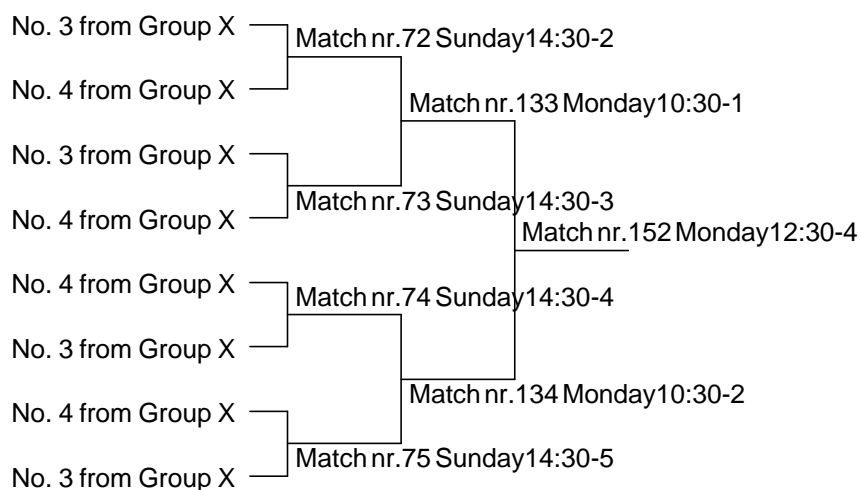 No. 3 from Group X
Match nr.72 Sunday14:30-2
No. 4 from Group X
Match nr.133 Monday10:30-1
No. 3 from Group X
Match nr.73 Sunday14:30-3
No. 4 from Group X
Match nr.152 Monday12:30-4
No. 4 from Group X
Match nr.74 Sunday14:30-4
No. 3 from Group X
Match nr.134 Monday10:30-2
No. 4 from Group X
Match nr.75 Sunday14:30-5
No. 3 from Group X